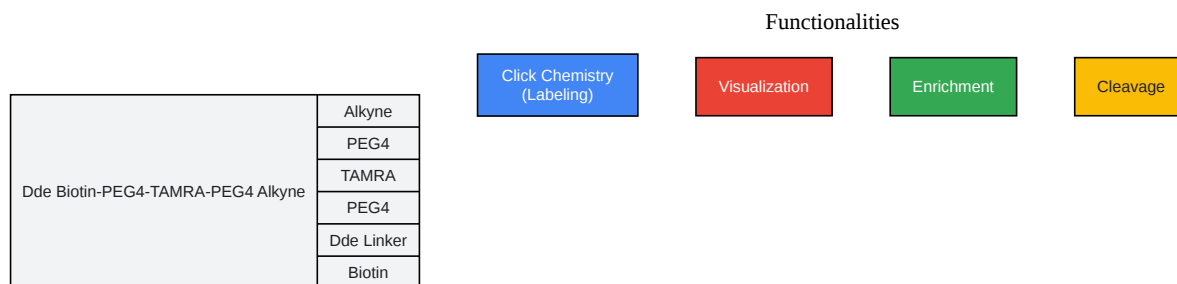 Functionalities
Click Chemistry
(Labeling)
Visualization
Enrichment
Cleavage
Dde Biotin-PEG4-TAMRA-PEG4 Alkyne
Alkyne
PEG4
TAMRA
PEG4
Dde Linker
Biotin